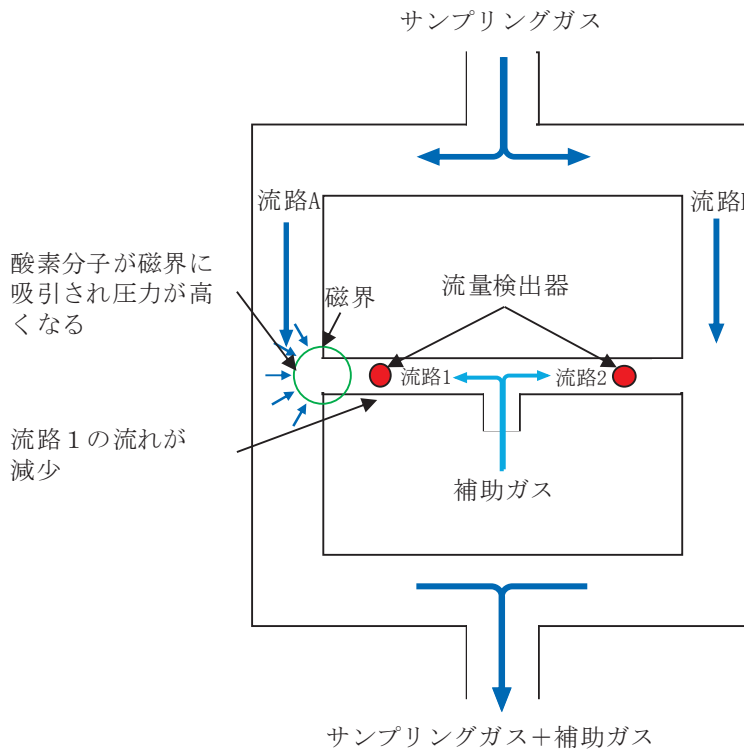 サンプリングガス
流路A
流路
酸素分子が磁界に
吸引され圧力が高
くなる
磁界
流量検出器
流路1
流路2
流路１の流れが
減少
補助ガス
サンプリングガス＋補助ガス